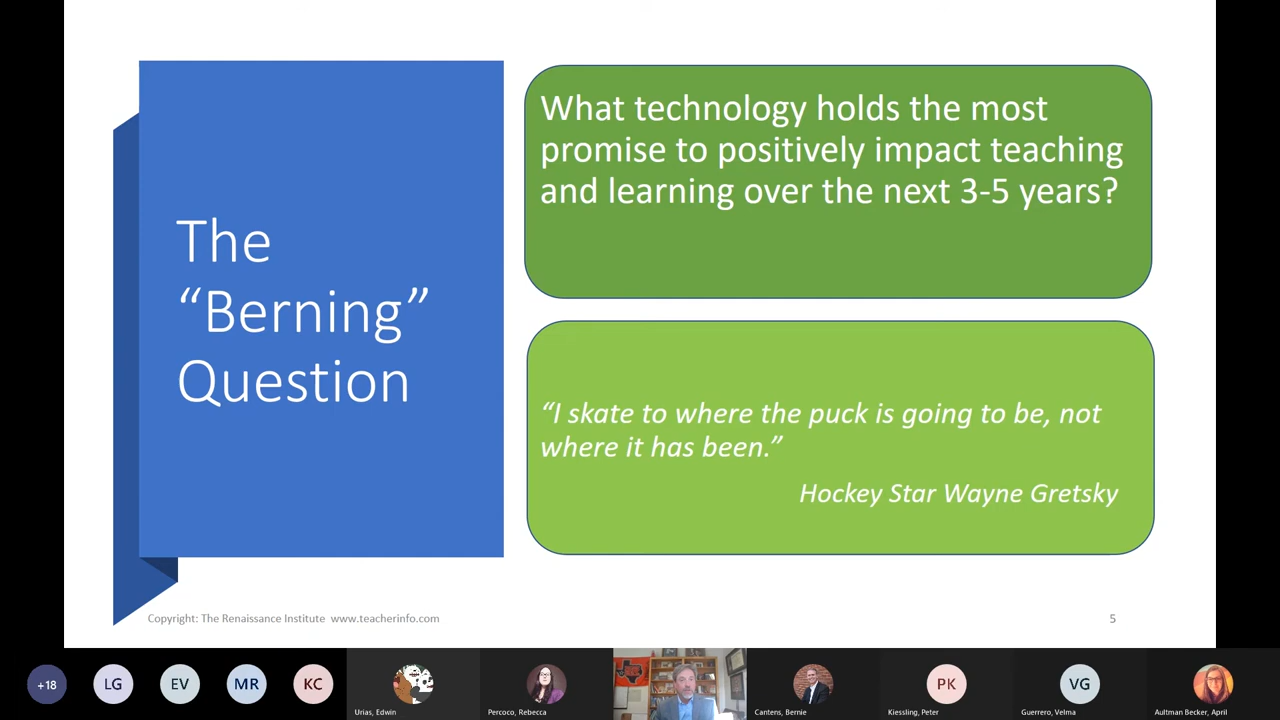 The
“Berning”
Question
What technology holds the most
promise to positively impact teaching
and learning over the next 3-5 years?
“I skate to where the puck is going to be, not
where it has been.”
Hockey Star Wayne Gretsky
Copyright: The Renaissance Institute www.teacherinfo.com
5
+18
LG
EV
MR
KC
Urias, Edwin
Percoco, Rebecca
Cantens, Bernie
PK
Kiessling, Peter
VG
Guerrero, Velma
Aultman Becker, April